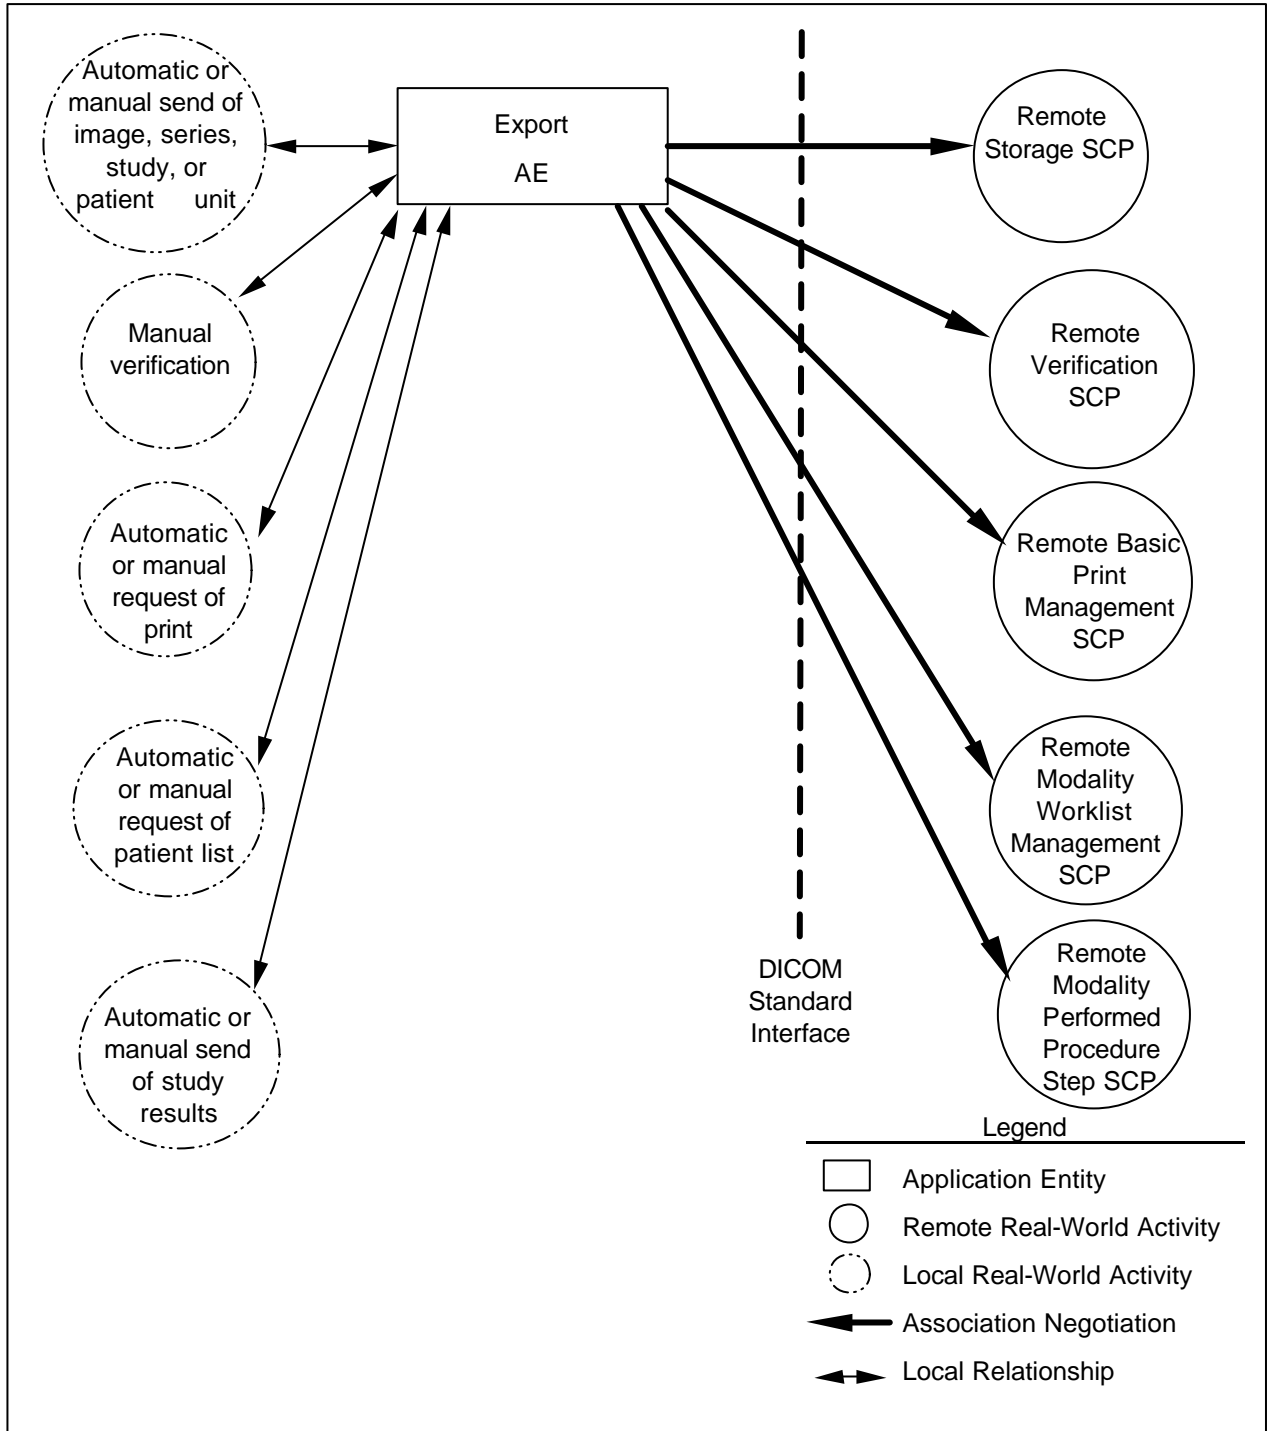 Automatic or
manual send of
image, series,
study, or
patient unit
Export
AE
Remote
Storage SCP
Manual
verification
Remote
Verification
SCP
Automatic
or manual
request of
print
Remote Basic
Print
Management
SCP
Automatic
or manual
request of
patient list
Remote
Modality
Worklist
Management
SCP
Automatic or
manual send
of study
results
DICOM
Standard
Interface
Remote
Modality
Performed
Procedure
Step SCP
Legend
Application Entity
Remote Real-World Activity
Local Real-World Activity
Association Negotiation
Local Relationship